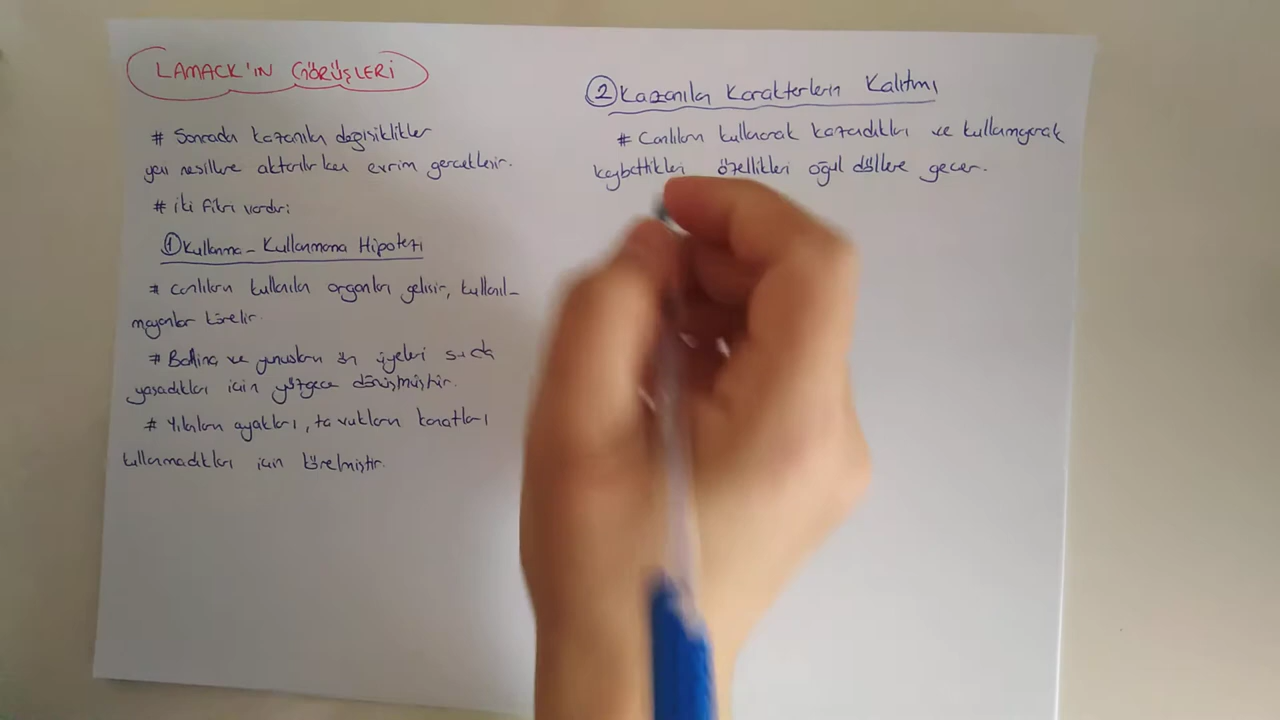 LAMACK'IN GÖRÜŞLERİ
# Sonradan kazanılan değişiklikler
yeni nesillere aktarılırken evrim gerçekleşir.
# iki fikri vardır;
① Kullanma - Kullanmama Hipotezi
* Canlıların kullanılan organları gelişir, kullanıl-
mayanlar körelir.
# Balina ve yunusların ön üyeleri suda
yaşadıkları için yüzgece dönüşmüştür.
# Yılanların ayakları, tavukların kanatları
kullanmadıkları için körelmiştir.
② Kazanılan Karakterlerin Kalıtımı
# Canlıların kullanarak kazandıkları ve kullanmayarak
kaybettikleri özellikleri oğul döllere geçer.